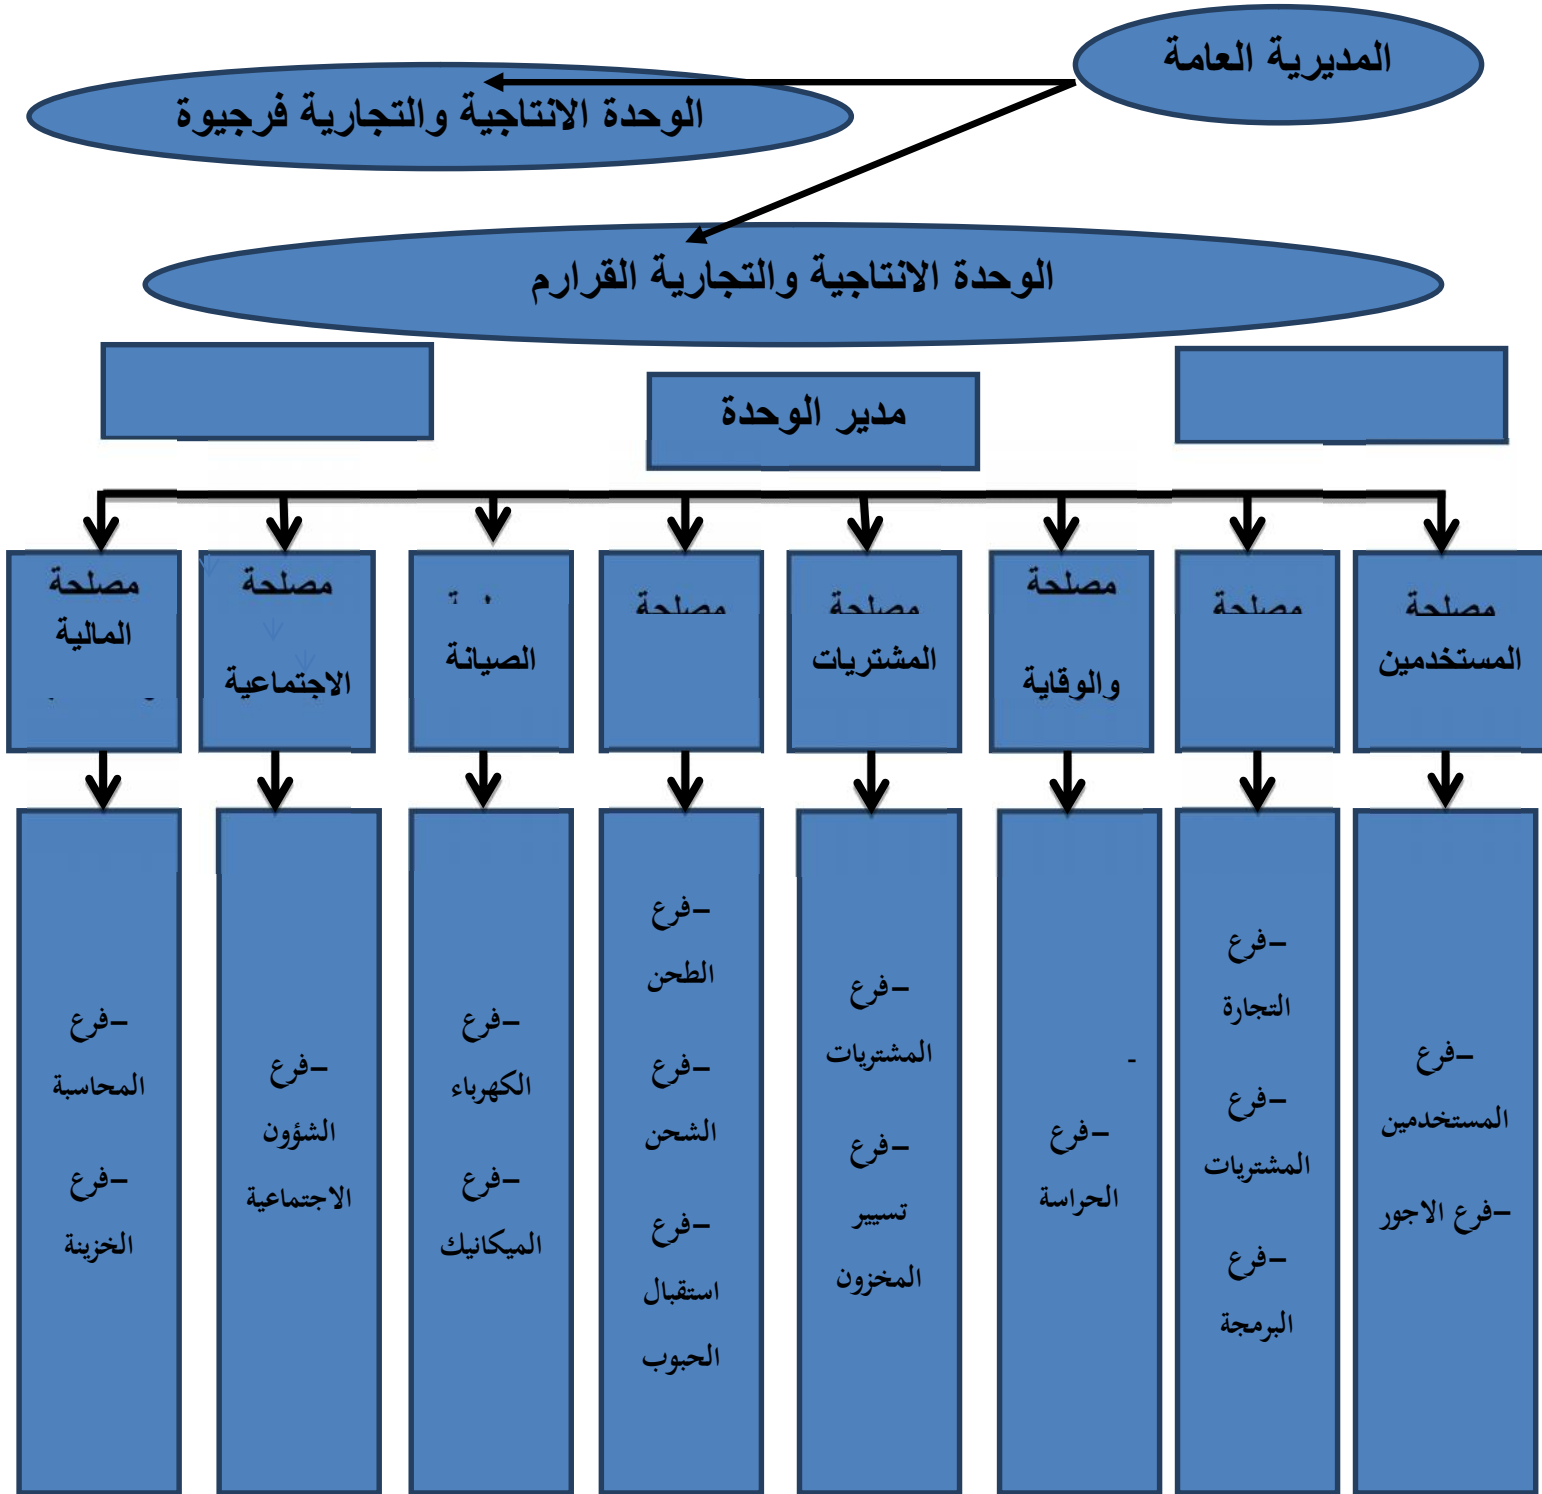 المديرية العامة
الوحدة الانتاجية والتجارية فرجيوة
الوحدة الانتاجية والتجارية القرارم
مدير الوحدة
مصلحة
المستخدمين
مصلحة
مصلحة
والوقاية
مصلحة
المشتريات
مصلحة
الصيانة
مصلحة
الاجتماعية
مصلحة
المالية
–فرع
المستخدمين
–فرع الاجور
–فرع
التجارة
–فرع
المشتريات
–فرع
البرمجة
-
–فرع
الحراسة
–فرع
المشتريات
–فرع
تسيير
المخزون
–فرع
الطحن
–فرع
الشحن
–فرع
استقبال
الحبوب
–فرع
الكهرباء
–فرع
الميكانيك
–فرع
الشؤون
الاجتماعية
–فرع
المحاسبة
–فرع
الخزينة